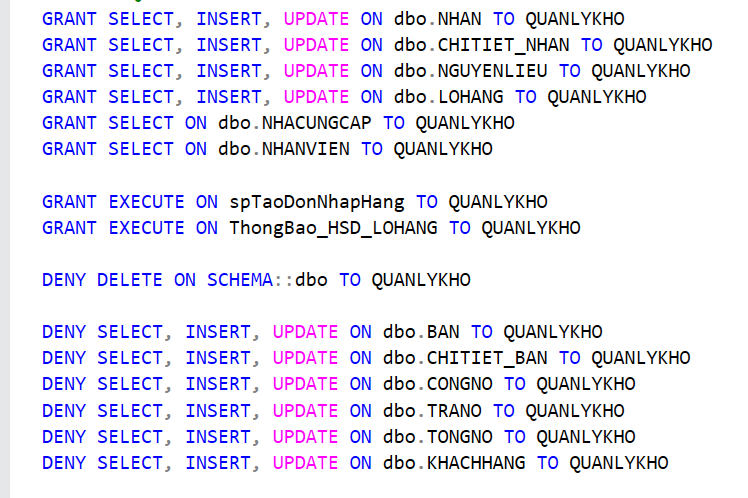 GRANT SELECT, INSERT, UPDATE ON dbo.NHAN TO QUANLYKHO
GRANT SELECT, INSERT, UPDATE ON dbo.CHITIET_NHAN TO QUANLYKHO
GRANT SELECT, INSERT, UPDATE ON dbo.NGUYENLIEU TO QUANLYKHO
GRANT SELECT, INSERT, UPDATE ON dbo.LOHANG TO QUANLYKHO
GRANT SELECT ON dbo.NHACUNGCAP TO QUANLYKHO
GRANT SELECT ON dbo.NHANVIEN TO QUANLYKHO
GRANT EXECUTE ON spTaoDonNhapHang TO QUANLYKHO
GRANT EXECUTE ON ThongBao_HSD_LOHANG TO QUANLYKHO
DENY DELETE ON SCHEMA::dbo TO QUANLYKHO
DENY SELECT, INSERT, UPDATE ON dbo.BAN TO QUANLYKHO
DENY SELECT, INSERT, UPDATE ON dbo.CHITIET_BAN TO QUANLYKHO
DENY SELECT, INSERT, UPDATE ON dbo.CONGNO TO QUANLYKHO
DENY SELECT, INSERT, UPDATE ON dbo.TRANO TO QUANLYKHO
DENY SELECT, INSERT, UPDATE ON dbo.TONGNO TO QUANLYKHO
DENY SELECT, INSERT, UPDATE ON dbo.KHACHHANG TO QUANLYKHO